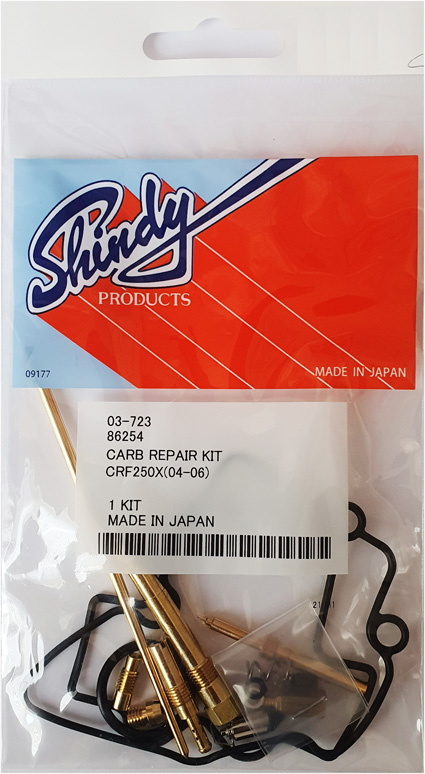 Shindy
PRODUCTS
09177
MADE IN JAPAN
03-723
86254
CARB REPAIR KIT
CRF250X(04-06)
1 KIT
MADE IN JAPAN